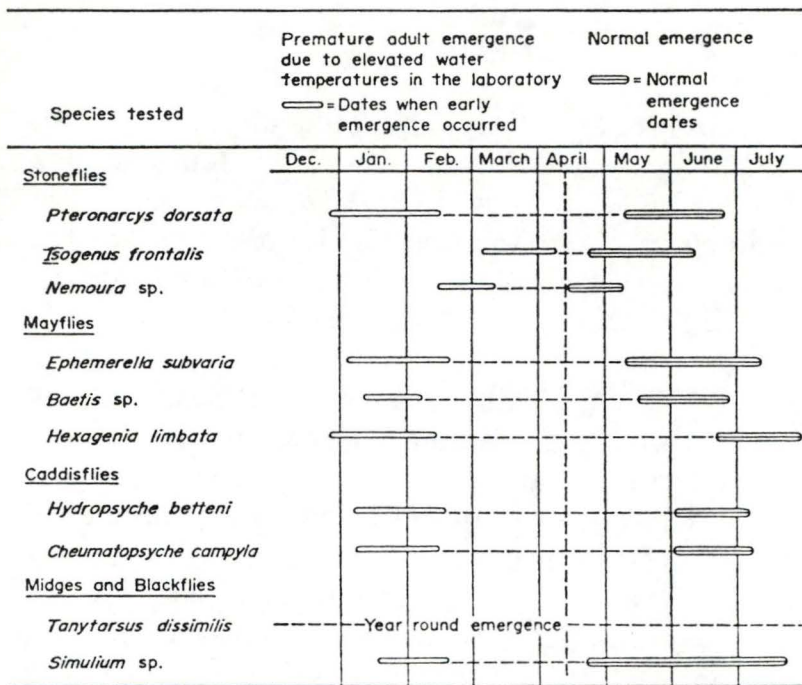 Premature adult emergence
due to elevated water
temperatures in the laboratory
= Dates when early
emergence occurred
Normal emergence
= Normal
emergence
dates
Species tested
Dec. Jan. Feb. March April May June July
Stoneflies
Pteronarcys dorsata
Isogenus frontalis
Nemoura sp.
Mayflies
Ephemerella subvaria
Baetis sp.
Hexagenia limbata
Caddisflies
Hydropsyche betteni
Cheumatopsyche campyla
Midges and Blackflies
Tanytarsus dissimilis Year round emergence
Simulium sp.